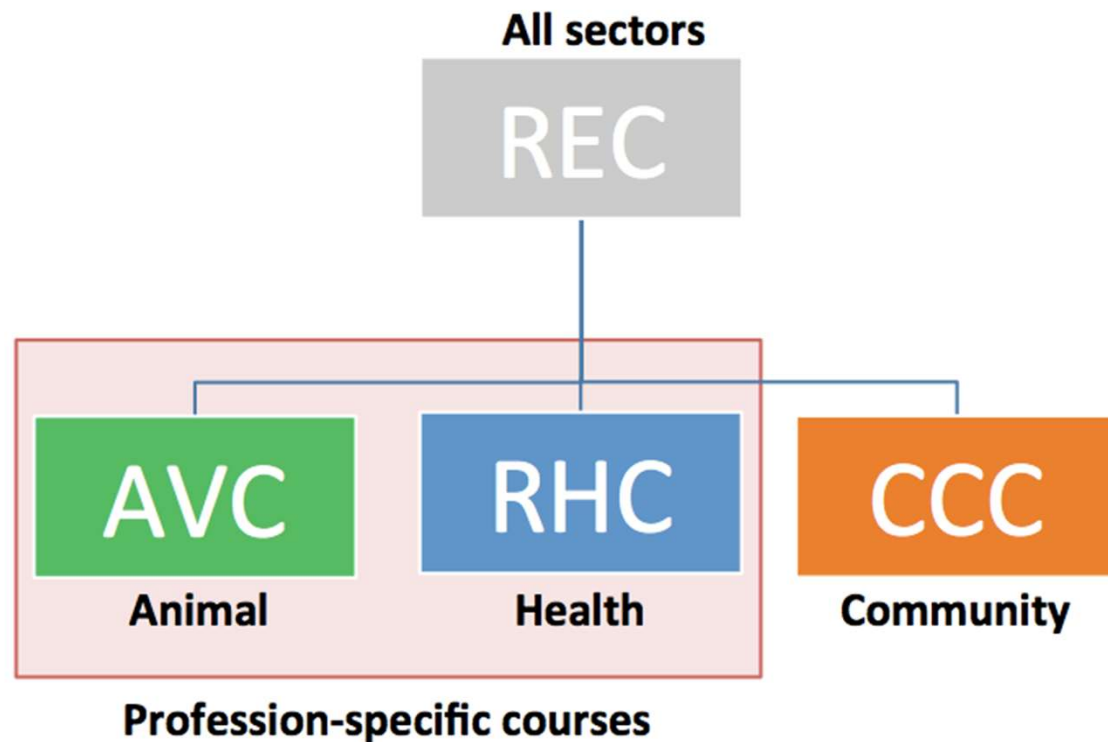 All sectors
REC
AVC
RHC
CCC
Animal
Health
Community
Profession-specific courses